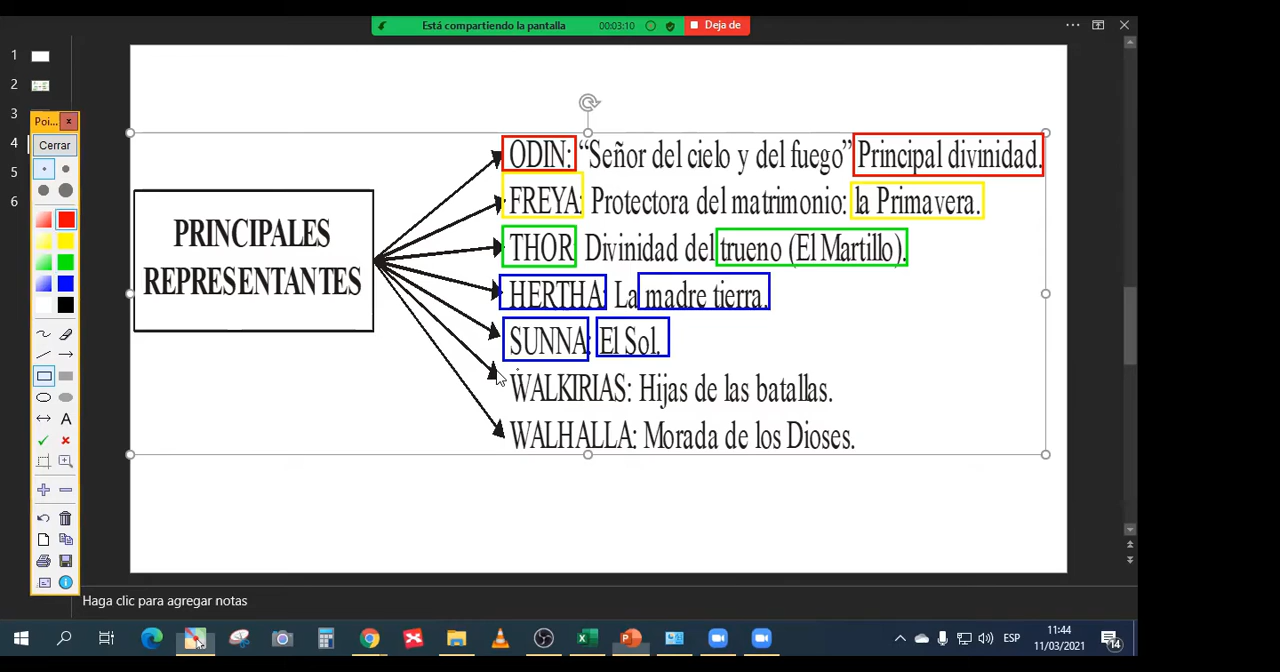 Está compartiendo la pantalla 00:03:10 Deja de
1
2
3
4
5
6
Poi...
Cerrar
A
PRINCIPALES
REPRESENTANTES
ODIN: “Señor del cielo y del fuego” Principal divinidad.
FREYA: Protectora del matrimonio: la Primavera.
THOR: Divinidad del trueno (El Martillo).
HERTHA: La madre tierra.
SUNNA: El Sol.
WALKIRIAS: Hijas de las batallas.
WALHALLA: Morada de los Dioses.
Haga clic para agregar notas
ESP
11:44
11/03/2021
14